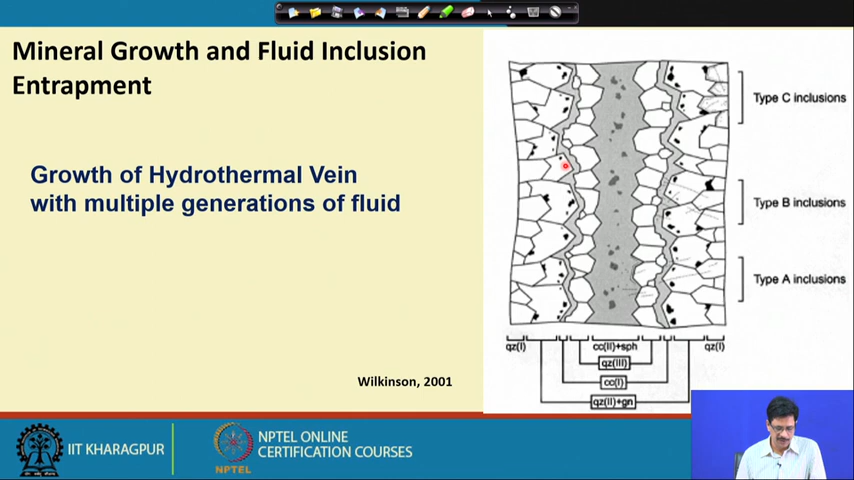 Mineral Growth and Fluid Inclusion
Entrapment
Growth of Hydrothermal Vein
with multiple generations of fluid
Type C inclusions
Type B inclusions
Type A inclusions
qz(I)
cc(II)+sph
qz(I)
qz(III)
cc(I)
qz(II)+gn
Wilkinson, 2001
IIT KHARAGPUR
NPTEL
NPTEL ONLINE
CERTIFICATION COURSES